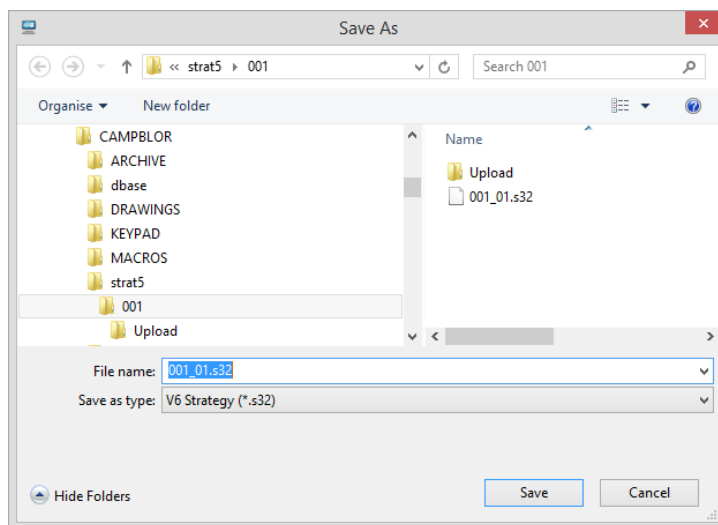 Save As
« strat5 › 001
Search 001
Organise
New folder
CAMPBLOR
ARCHIVE
dbase
DRAWINGS
KEYPAD
MACROS
strat5
001
Upload
Name
Upload
001_01.s32
File name: 001_01.s32
Save as type: V6 Strategy (*.s32)
Hide Folders
Save
Cancel